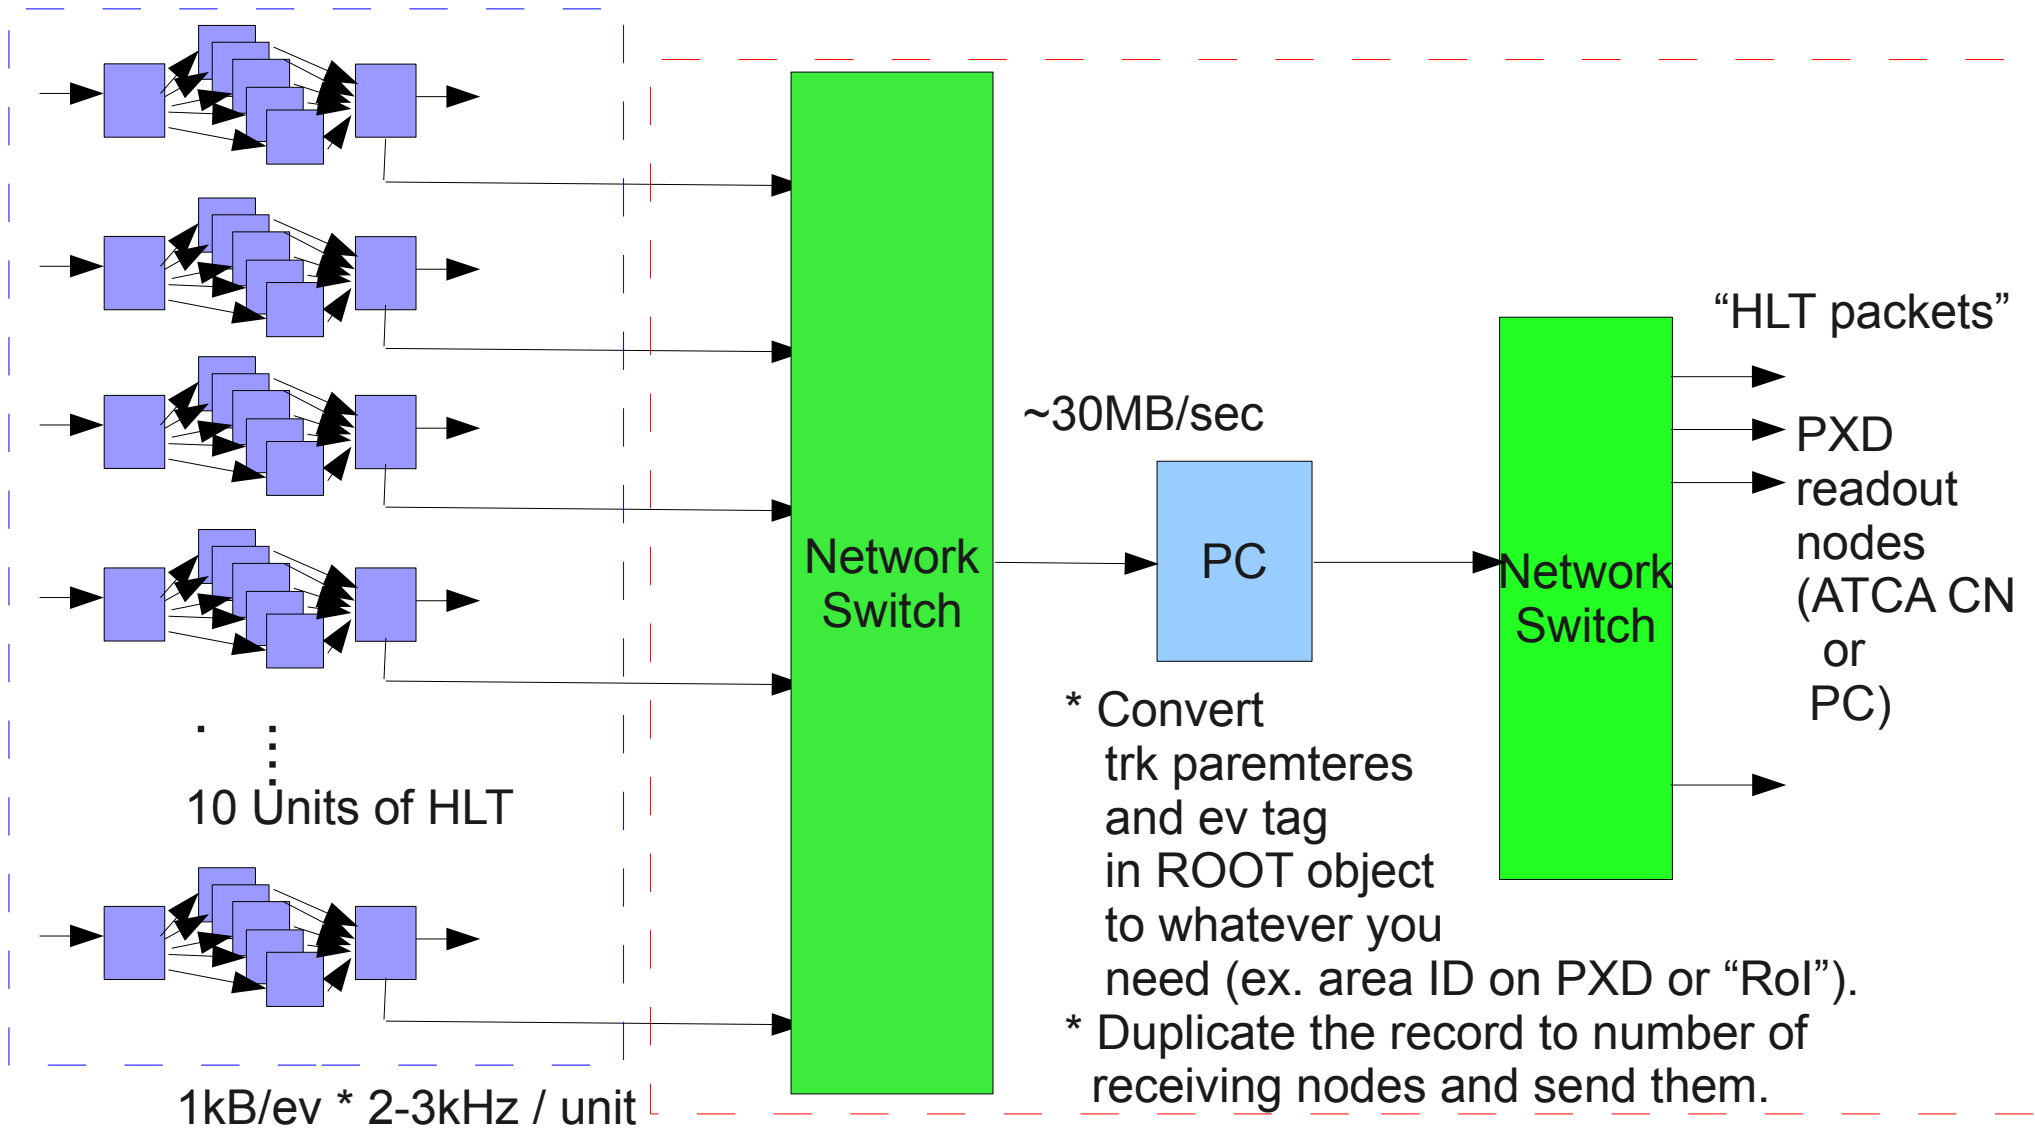 10 Units of HLT
1kB/ev * 2-3kHz / unit
Network
Switch
~30MB/sec
PC
* Convert
trk paremteres
and ev tag
in ROOT object
to whatever you
need (ex. area ID on PXD or “RoI”).
* Duplicate the record to number of
receiving nodes and send them.
Network
Switch
“HLT packets”
PXD
readout
nodes
(ATCA CN
or
PC)